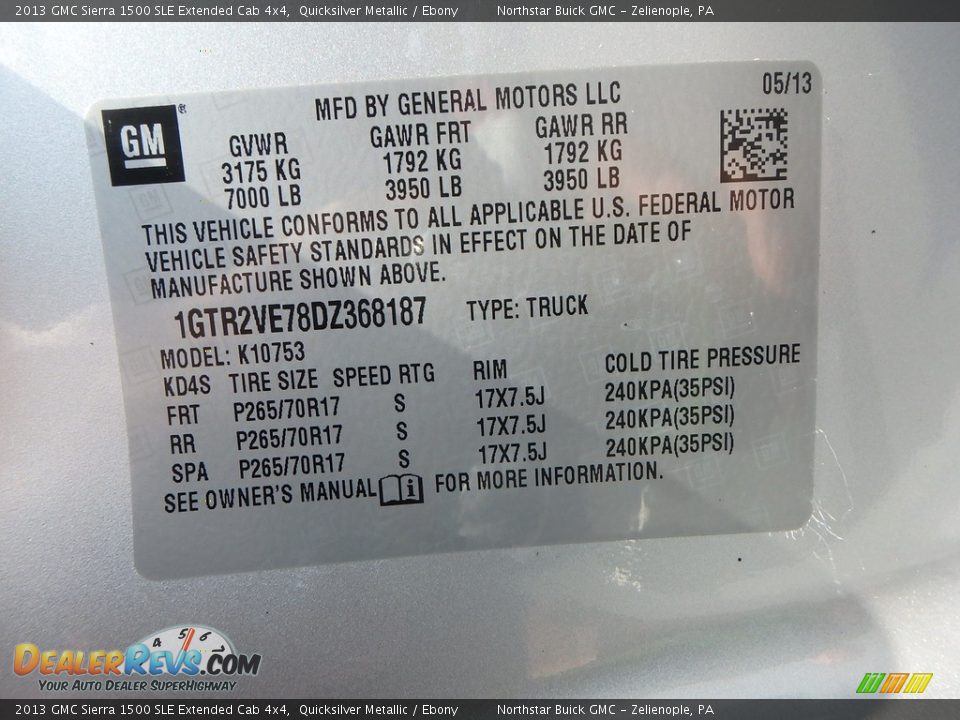 2013 GMC Sierra 1500 SLE Extended Cab 4x4, Quicksilver Metallic / Ebony Northstar Buick GMC - Zelienople, PA
05/13
MFD BY GENERAL MOTORS LLC
GM®
GVWR GAWR FRT GAWR RR
3175 KG 1792 KG 1792 KG
7000 LB 3950 LB 3950 LB
THIS VEHICLE CONFORMS TO ALL APPLICABLE U.S. FEDERAL MOTOR
VEHICLE SAFETY STANDARDS IN EFFECT ON THE DATE OF
MANUFACTURE SHOWN ABOVE.
1GTR2VE78DZ368187 TYPE: TRUCK
MODEL: K10753
KD4S TIRE SIZE SPEED RTG RIM COLD TIRE PRESSURE
FRT P265/70R17 S 17X7.5J 240KPA(35PSI)
RR P265/70R17 S 17X7.5J 240KPA(35PSI)
SPA P265/70R17 S 17X7.5J 240KPA(35PSI)
SEE OWNER'S MANUAL i FOR MORE INFORMATION.
4 5 6 7
DEALERREVS.COM
YOUR AUTO DEALER SUPERHIGHWAY
2013 GMC Sierra 1500 SLE Extended Cab 4x4, Quicksilver Metallic / Ebony Northstar Buick GMC - Zelienople, PA